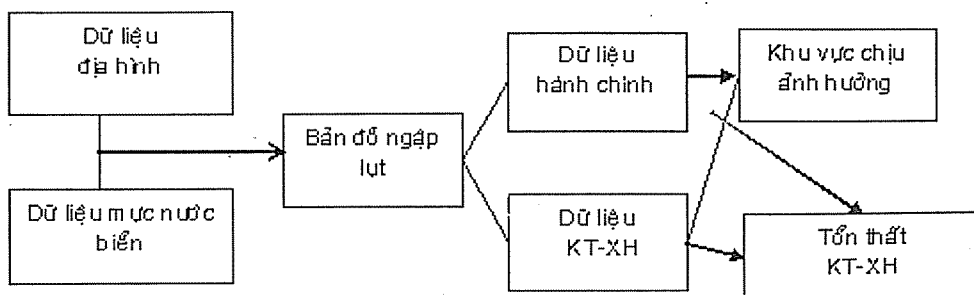 Dữ liệu
địa hình
Dữ liệu mực nước
biển
Bản đồ ngập
lụt
Dữ liệu
hành chính
Dữ liệu
KT-XH
Khu vực chịu
ảnh hưởng
Tổn thất
KT-XH